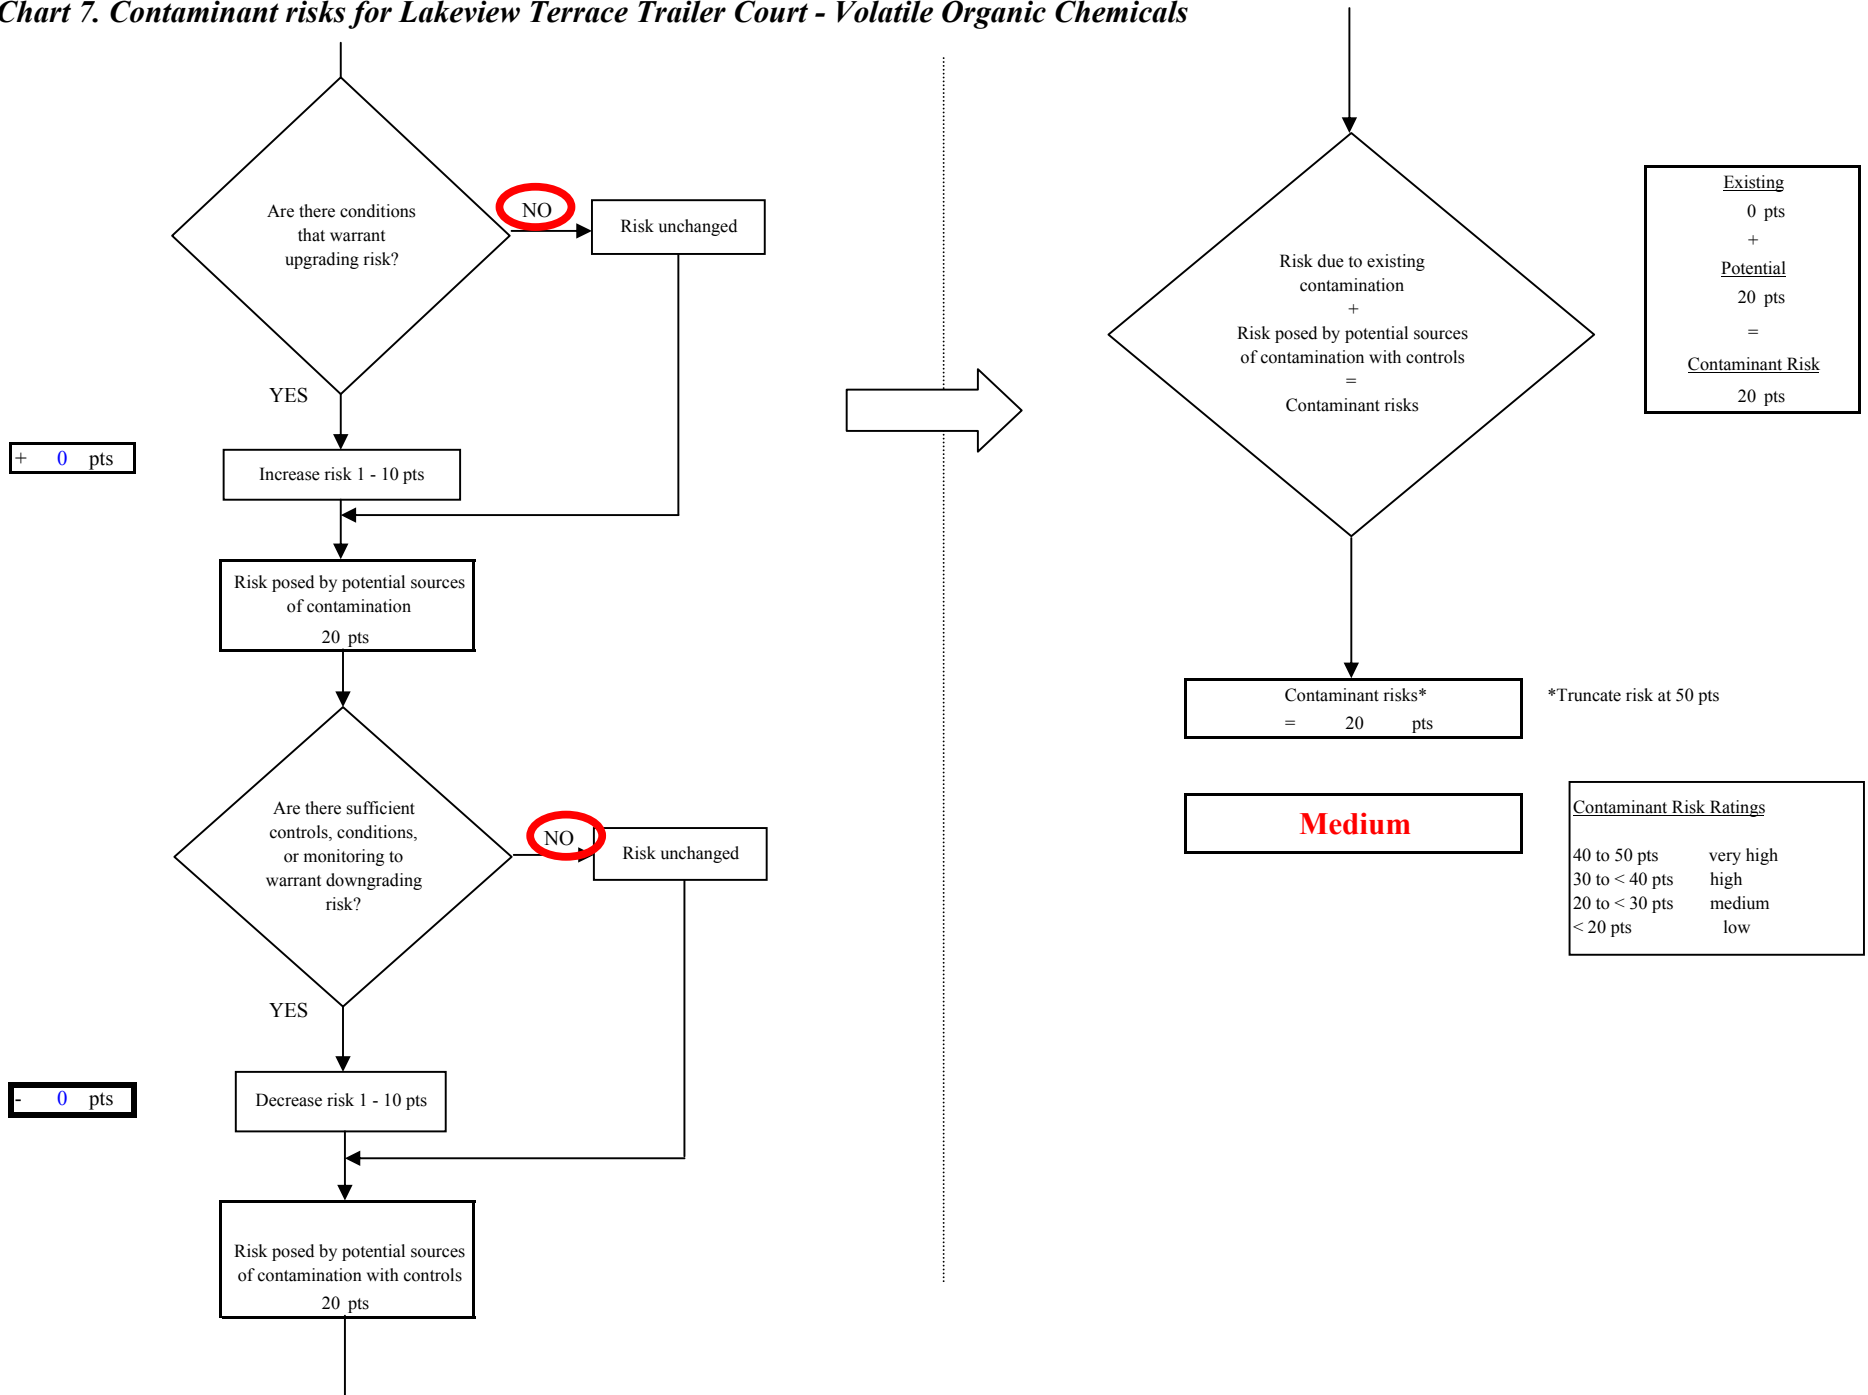 Chart 7. Contaminant risks for Lakeview Terrace Trailer Court - Volatile Organic Chemicals
Are there conditions
that warrant
upgrading risk?
NO
Risk unchanged
YES
+ 0 pts
Increase risk 1 - 10 pts
Risk posed by potential sources
of contamination
20 pts
Are there sufficient
controls, conditions,
or monitoring to
warrant downgrading
risk?
NO
Risk unchanged
YES
- 0 pts
Decrease risk 1 - 10 pts
Risk posed by potential sources
of contamination with controls
20 pts
Risk due to existing
contamination
+
Risk posed by potential sources
of contamination with controls
=
Contaminant risks
Existing
0 pts
+
Potential
20 pts
=
Contaminant Risk
20 pts
Contaminant risks*
= 20 pts
*Truncate risk at 50 pts
Medium
Contaminant Risk Ratings
40 to 50 pts very high
30 to < 40 pts high
20 to < 30 pts medium
< 20 pts low